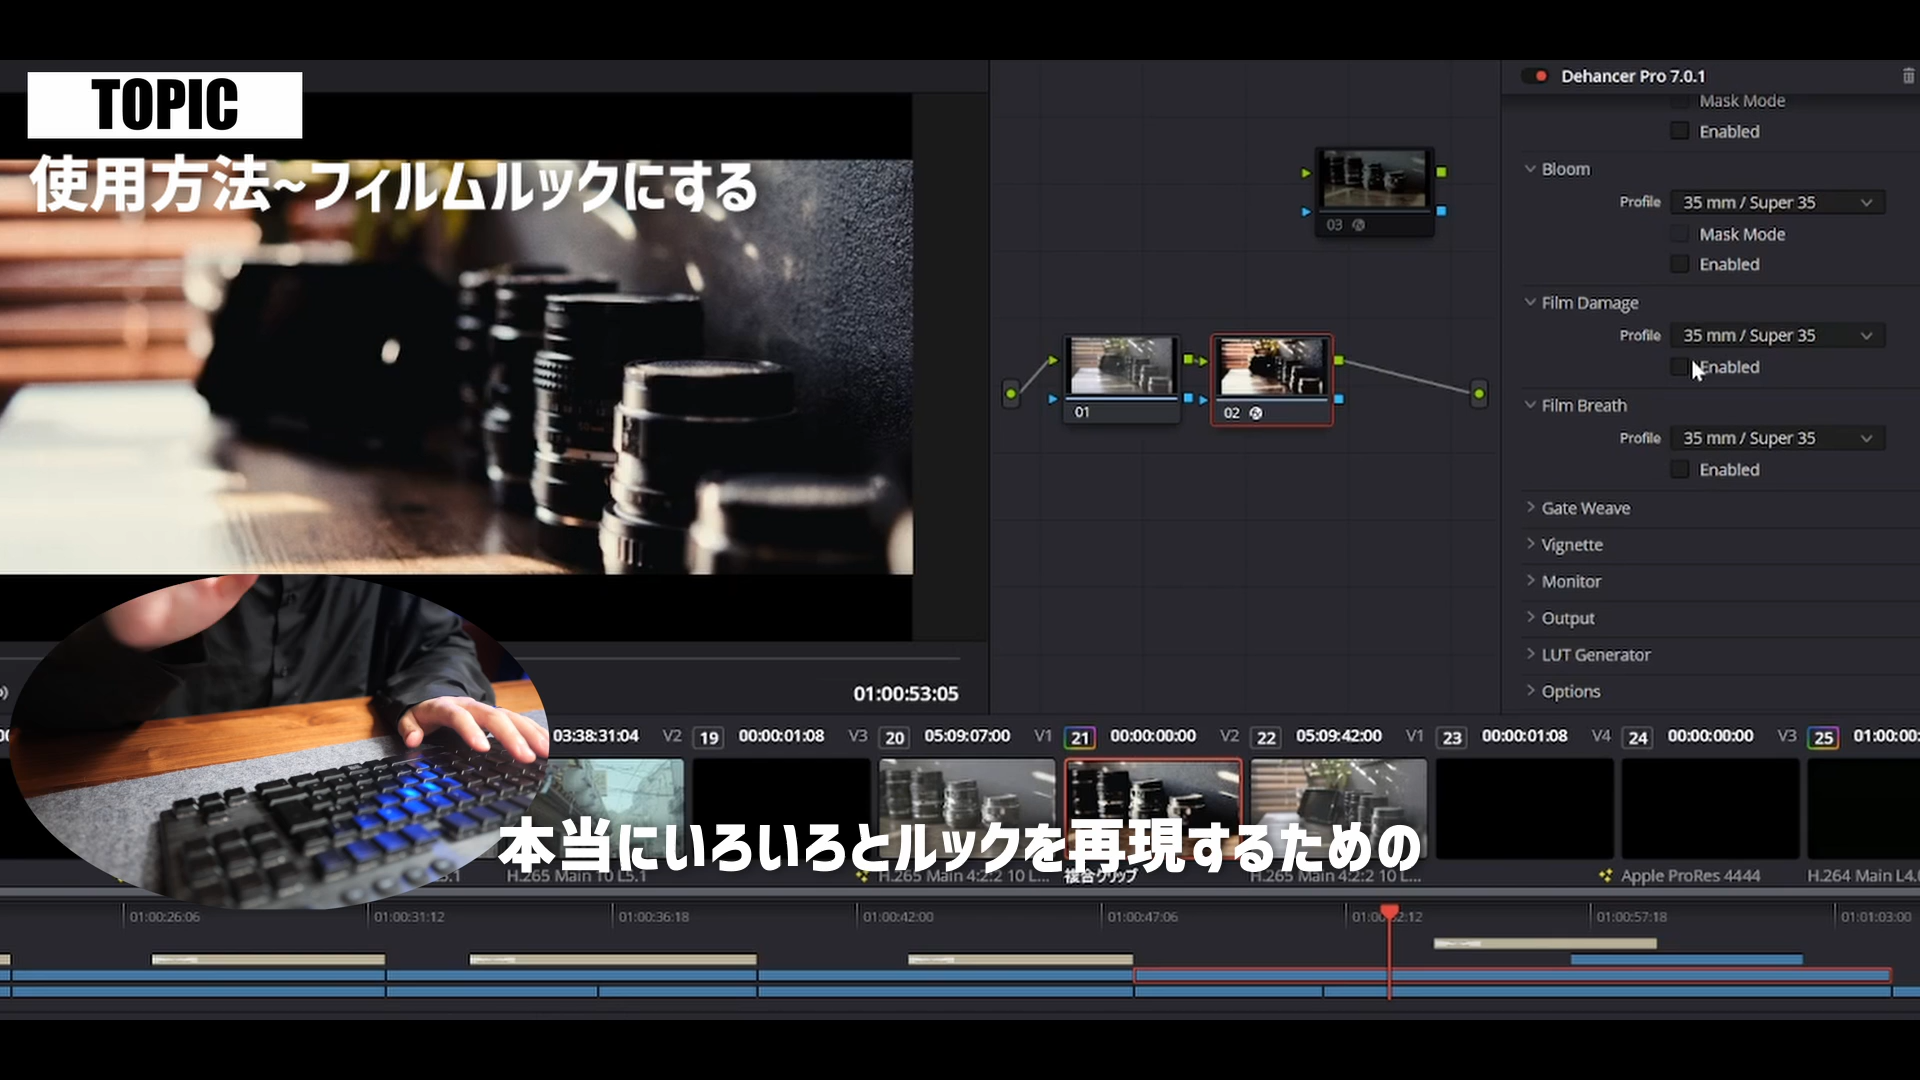 TOPIC
使用方法~フィルムルックにする
Dehancer Pro 7.0.1
Mask Mode
Enabled
Bloom
Profile 35 mm / Super 35
Mask Mode
Enabled
Film Damage
Profile 35 mm / Super 35
Enabled
Film Breath
Profile 35 mm / Super 35
Enabled
Gate Weave
Vignette
Monitor
Output
LUT Generator
Options
03
01
02
01:00:53:05
03:38:31:04 V2 19 00:00:01:08 V3 20 05:09:07:00 V1 21 00:00:00:00 V2 22 05:09:42:00 V1 23 00:00:01:08 V4 24 00:00:00:00 V3 25 01:00:00:
本当にいろいろとルックを再現するための
H.265 Main 10 L5.1 H.265 Main 4:2:2 10 L... 複合クリップ H.265 Main 4:2:2 10 L... Apple ProRes 4444 H.264 Main L4.
01:00:26:06 01:00:31:12 01:00:36:18 01:00:42:00 01:00:47:06 01:00:52:12 01:00:57:18 01:01:03:00